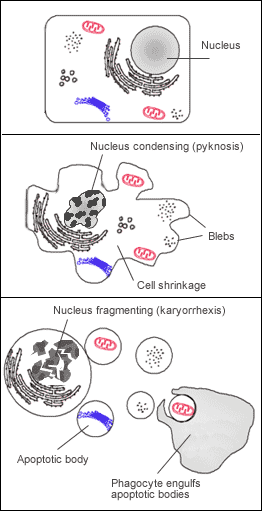 Nucleus
Nucleus condensing (pyknosis)
Blebs
Cell shrinkage
Nucleus fragmenting (karyorrhexis)
Apoptotic body
Phagocyte engulfs
apoptotic bodies